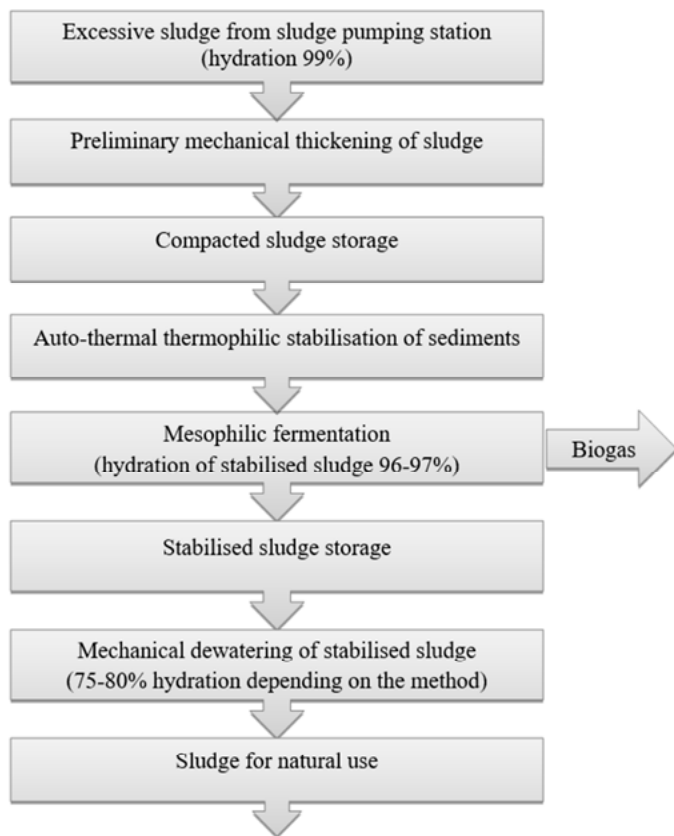 Excessive sludge from sludge pumping station
(hydration 99%)
Preliminary mechanical thickening of sludge
Compacted sludge storage
Auto-thermal thermophilic stabilisation of sediments
Mesophilic fermentation
(hydration of stabilised sludge 96-97%)
Biogas
Stabilised sludge storage
Mechanical dewatering of stabilised sludge
(75-80% hydration depending on the method)
Sludge for natural use